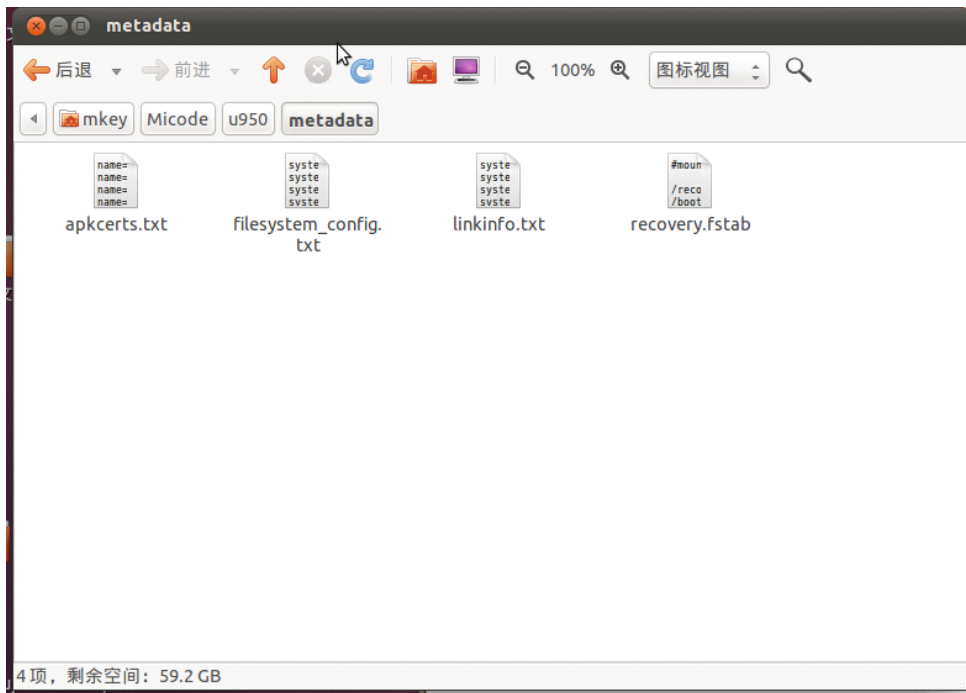 metadata
后退 前进 100% 图标视图
mkey Micode u950 metadata
name=
name=
name=
name=
apkcerts.txt
syste
syste
syste
syste
filesystem_config.
txt
syste
syste
syste
syste
linkinfo.txt
#moun
/reco
/boot
recovery.fstab
4 项，剩余空间：59.2 GB